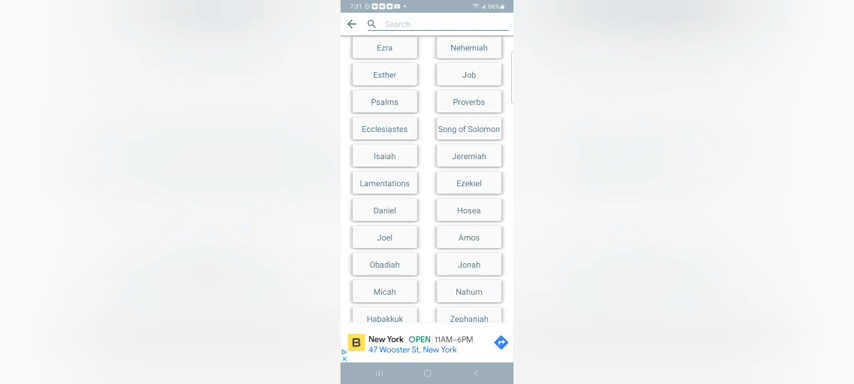 7:31 66%
Search
Ezra Nehemiah
Esther Job
Psalms Proverbs
Ecclesiastes Song of Solomon
Isaiah Jeremiah
Lamentations Ezekiel
Daniel Hosea
Joel Amos
Obadiah Jonah
Micah Nahum
Habakkuk Zephaniah
B New York OPEN 11AM–6PM
47 Wooster St, New York